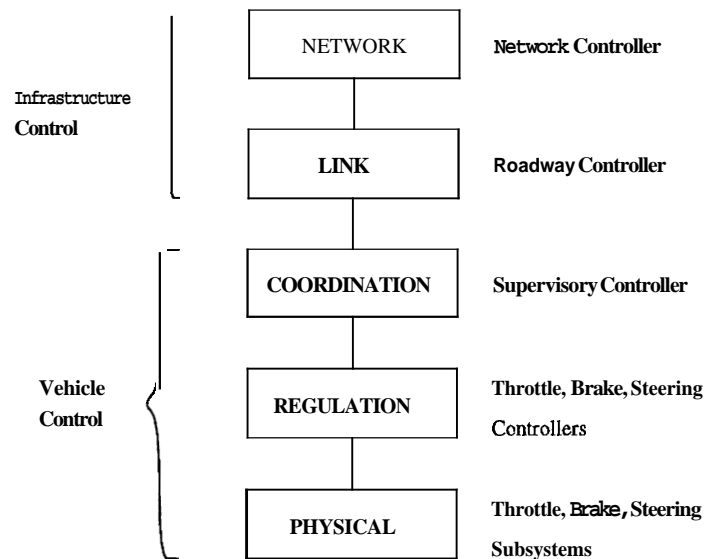 NETWORK
Network Controller
Infrastructure
Control
LINK
Roadway Controller
COORDINATION
Supervisory Controller
Vehicle
Control
REGULATION
Throttle, Brake, Steering
Controllers
PHYSICAL
Throttle, Brake, Steering
Subsystems